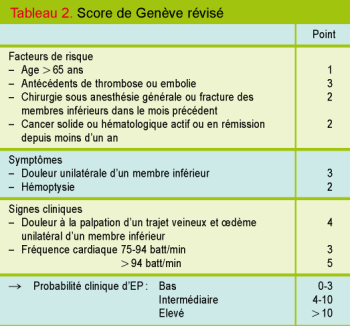 Tableau 2. Score de Genève révisé
Point
Facteurs de risque
– Age > 65 ans 1
– Antécédents de thrombose ou embolie 3
– Chirurgie sous anesthésie générale ou fracture des 2
membres inférieurs dans le mois précédent
– Cancer solide ou hématologique actif ou en rémission 2
depuis moins d'un an
Symptômes
– Douleur unilatérale d'un membre inférieur 3
– Hémoptysie 2
Signes cliniques
– Douleur à la palpation d'un trajet veineux et œdème 4
unilatéral d'un membre inférieur
– Fréquence cardiaque 75-94 batt/min 3
> 94 batt/min 5
→ Probabilité clinique d'EP : Bas 0-3
Intermédiaire 4-10
Elevé > 10